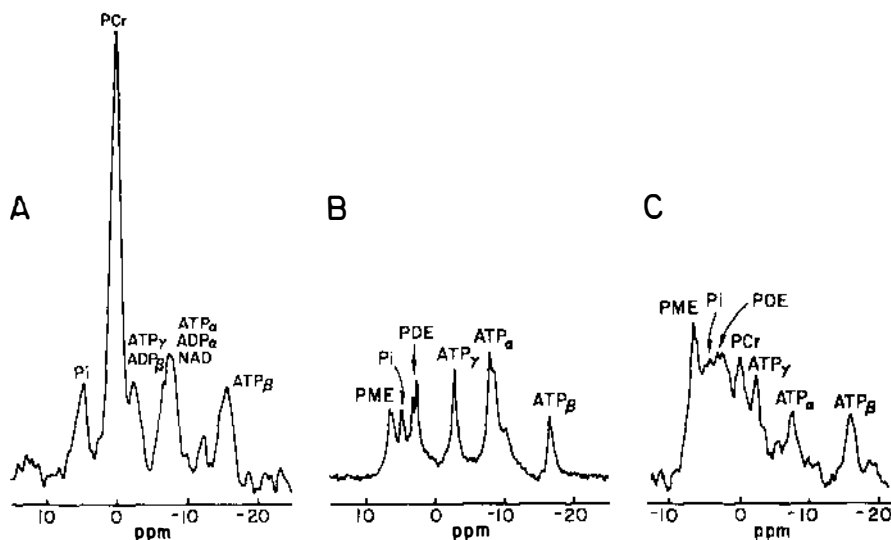 A
PCr
Pi
ATPγ
ADPβ
ATPα
ADPα
NAD
ATPβ
10 0 -10 -20
ppm
B
PME
Pi
PDE
ATPγ
ATPα
ATPβ
10 0 -10 -20
ppm
C
PME
Pi
PDE
PCr
ATPγ
ATPα
ATPβ
-10 0 -10 -20
ppm